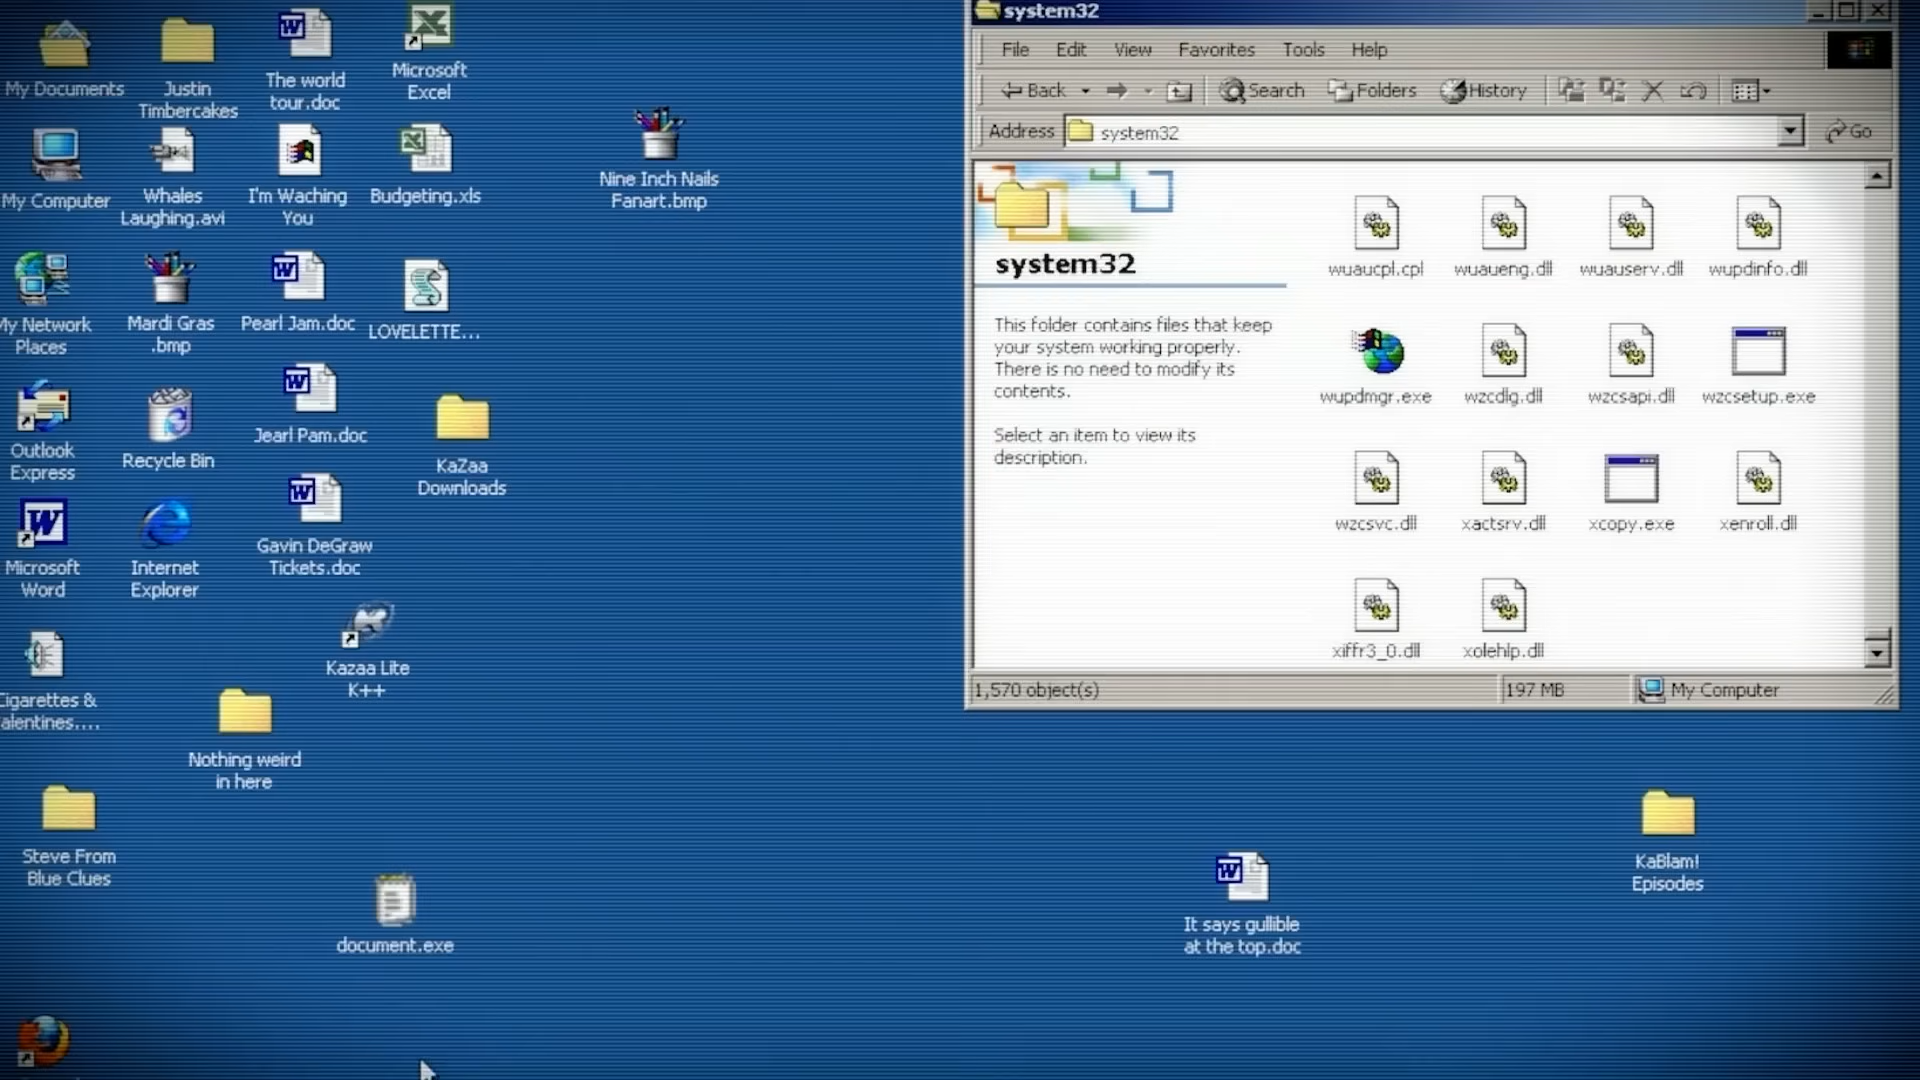 My Documents
Justin
Timbercakes
The world
tour.doc
Microsoft
Excel
My Computer
Whales
Laughing.avi
I'm Waching
You
Budgeting.xls
Nine Inch Nails
Fanart.bmp
My Network
Places
Mardi Gras
.bmp
Pearl Jam.doc
LOVELETTE...
Outlook
Express
Recycle Bin
Jearl Pam.doc
KaZaa
Downloads
Microsoft
Word
Internet
Explorer
Gavin DeGraw
Tickets.doc
Kazaa Lite
K++
Cigarettes &
alentines....
Nothing weird
in here
Steve From
Blue Clues
document.exe
system32
File Edit View Favorites Tools Help
Back Search Folders History
Address system32 Go
system32
This folder contains files that keep
your system working properly.
There is no need to modify its
contents.
Select an item to view its
description.
wuaucpl.cpl wuaueng.dll wuauserv.dll wupdinfo.dll
wupdmgr.exe wzcdlg.dll wzcsapi.dll wzcsetup.exe
wzcsvc.dll xactsrv.dll xcopy.exe xenroll.dll
xiffr3_0.dll xolehlp.dll
1,570 object(s) 197 MB My Computer
It says gullible
at the top.doc
KaBlam!
Episodes